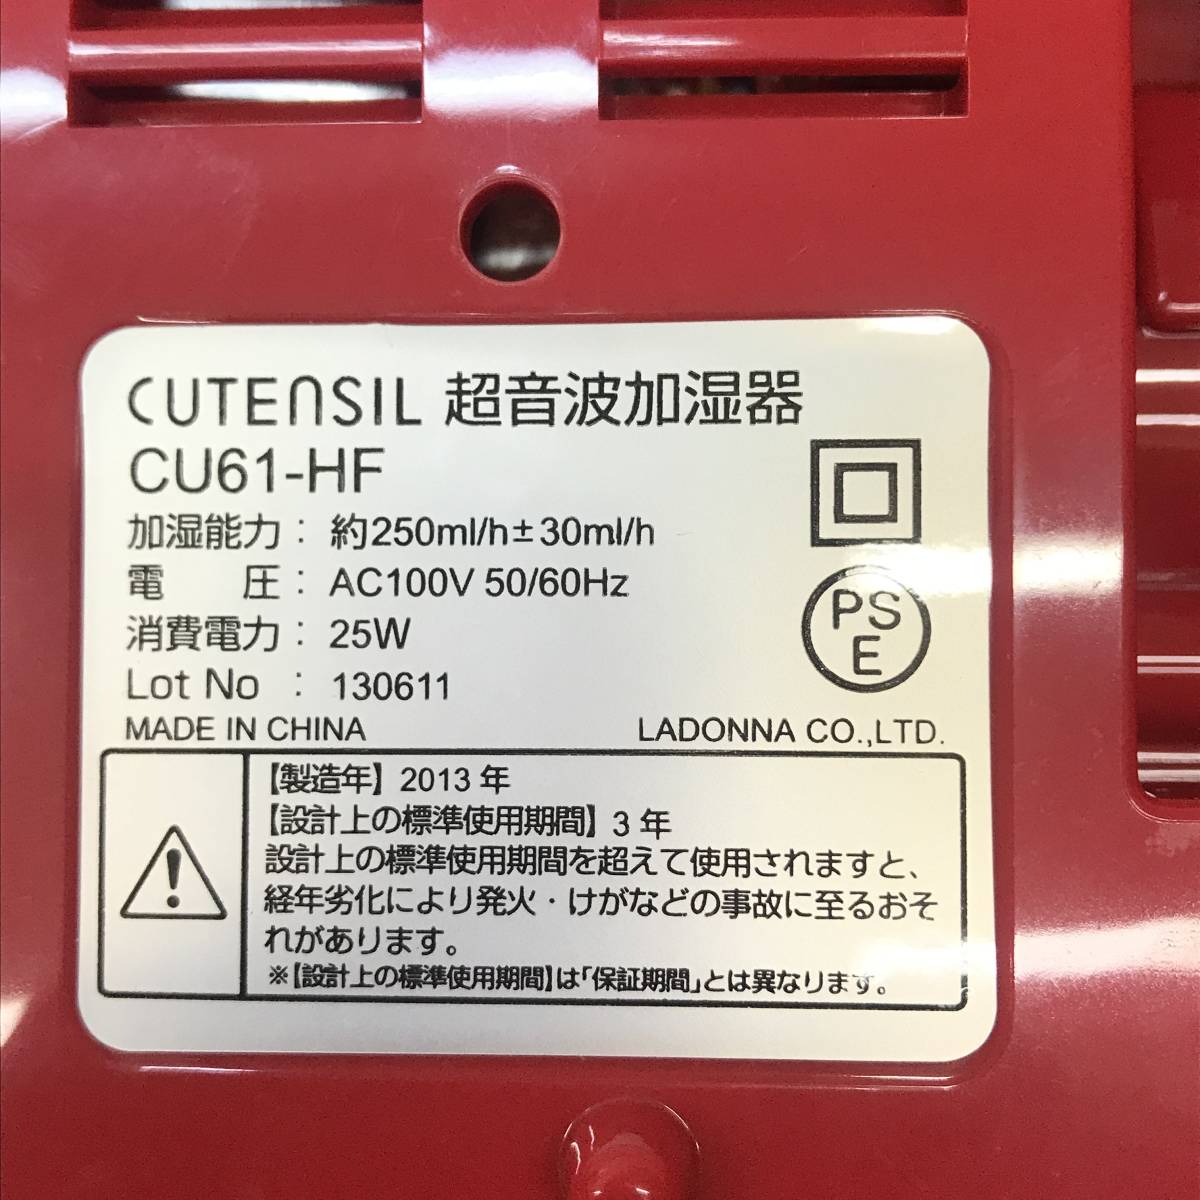 CUTENSIL 超音波加湿器
CU61-HF
加湿能力： 約250ml/h±30ml/h
電　　圧： AC100V 50/60Hz
消費電力： 25W
Lot No ： 130611
PS
E
MADE IN CHINA LADONNA CO.,LTD.
【製造年】2013 年
【設計上の標準使用期間】3 年
設計上の標準使用期間を超えて使用されますと、
経年劣化により発火・けがなどの事故に至るおそ
れがあります。
※【設計上の標準使用期間】は「保証期間」とは異なります。